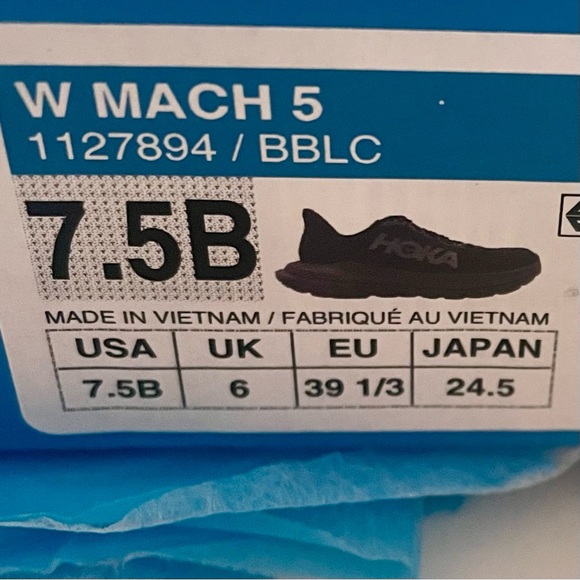 W MACH 5
1127894 / BBLC
7.5B
HOKA
MADE IN VIETNAM / FABRIQUÉ AU VIETNAM
USA UK EU JAPAN
7.5B 6 39 1/3 24.5